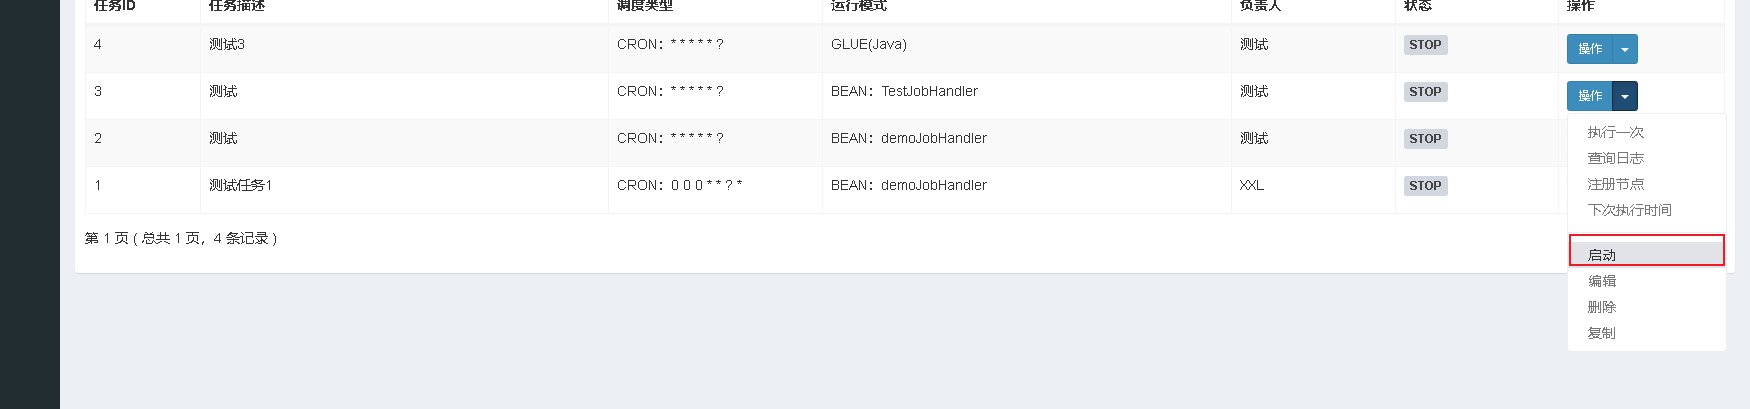 任务ID 任务描述 调度类型 运行模式 负责人 状态 操作
4 测试3 CRON：* * * * * ? GLUE(Java) 测试 STOP 操作
3 测试 CRON：* * * * * ? BEAN：TestJobHandler 测试 STOP 操作
2 测试 CRON：* * * * * ? BEAN：demoJobHandler 测试 STOP
1 测试任务1 CRON：0 0 0 * * ? * BEAN：demoJobHandler XXL STOP
执行一次
查询日志
注册节点
下次执行时间
启动
编辑
删除
复制
第 1 页 ( 总共 1 页，4 条记录 )